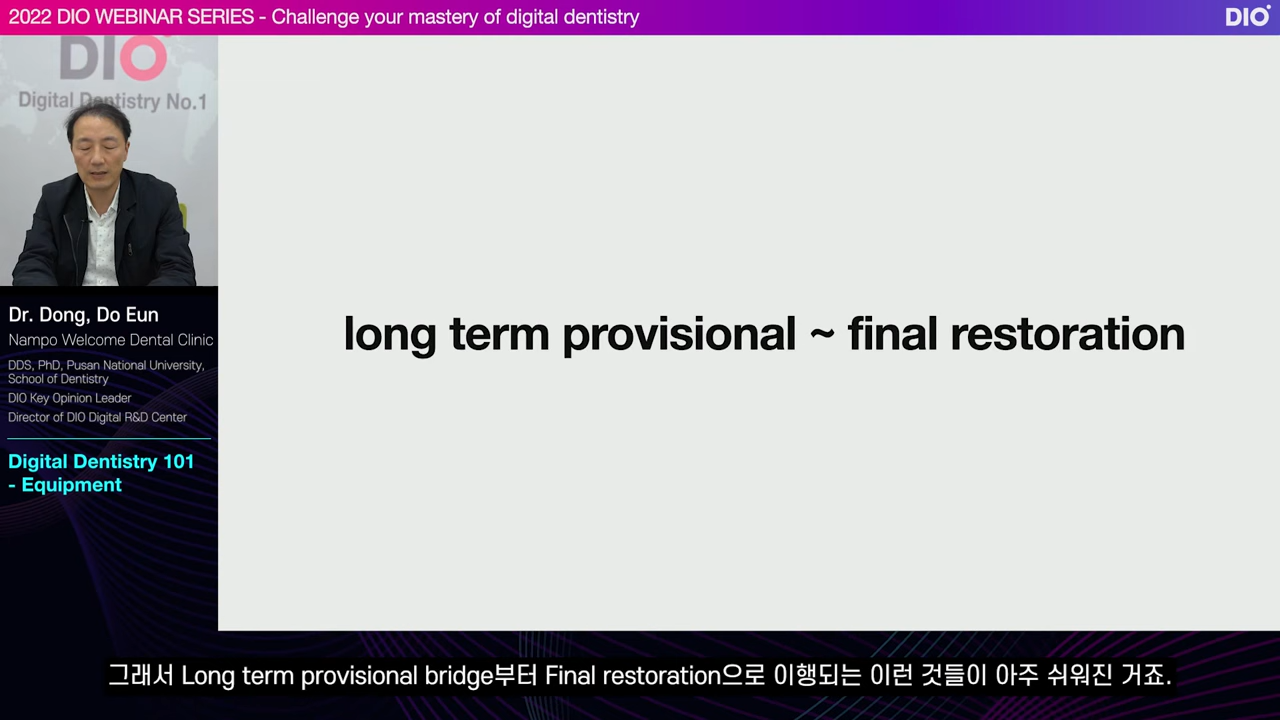 2022 DIO WEBINAR SERIES - Challenge your mastery of digital dentistry
DIO
DIO
Digital Dentistry No.1
Dr. Dong, Do Eun
Nampo Welcome Dental Clinic
DDS, PhD, Pusan National University,
School of Dentistry
DIO Key Opinion Leader
Director of DIO Digital R&D Center
Digital Dentistry 101
- Equipment
long term provisional ~ final restoration
그래서 Long term provisional bridge부터 Final restoration으로 이행되는 이런 것들이 아주 쉬워진 거죠.